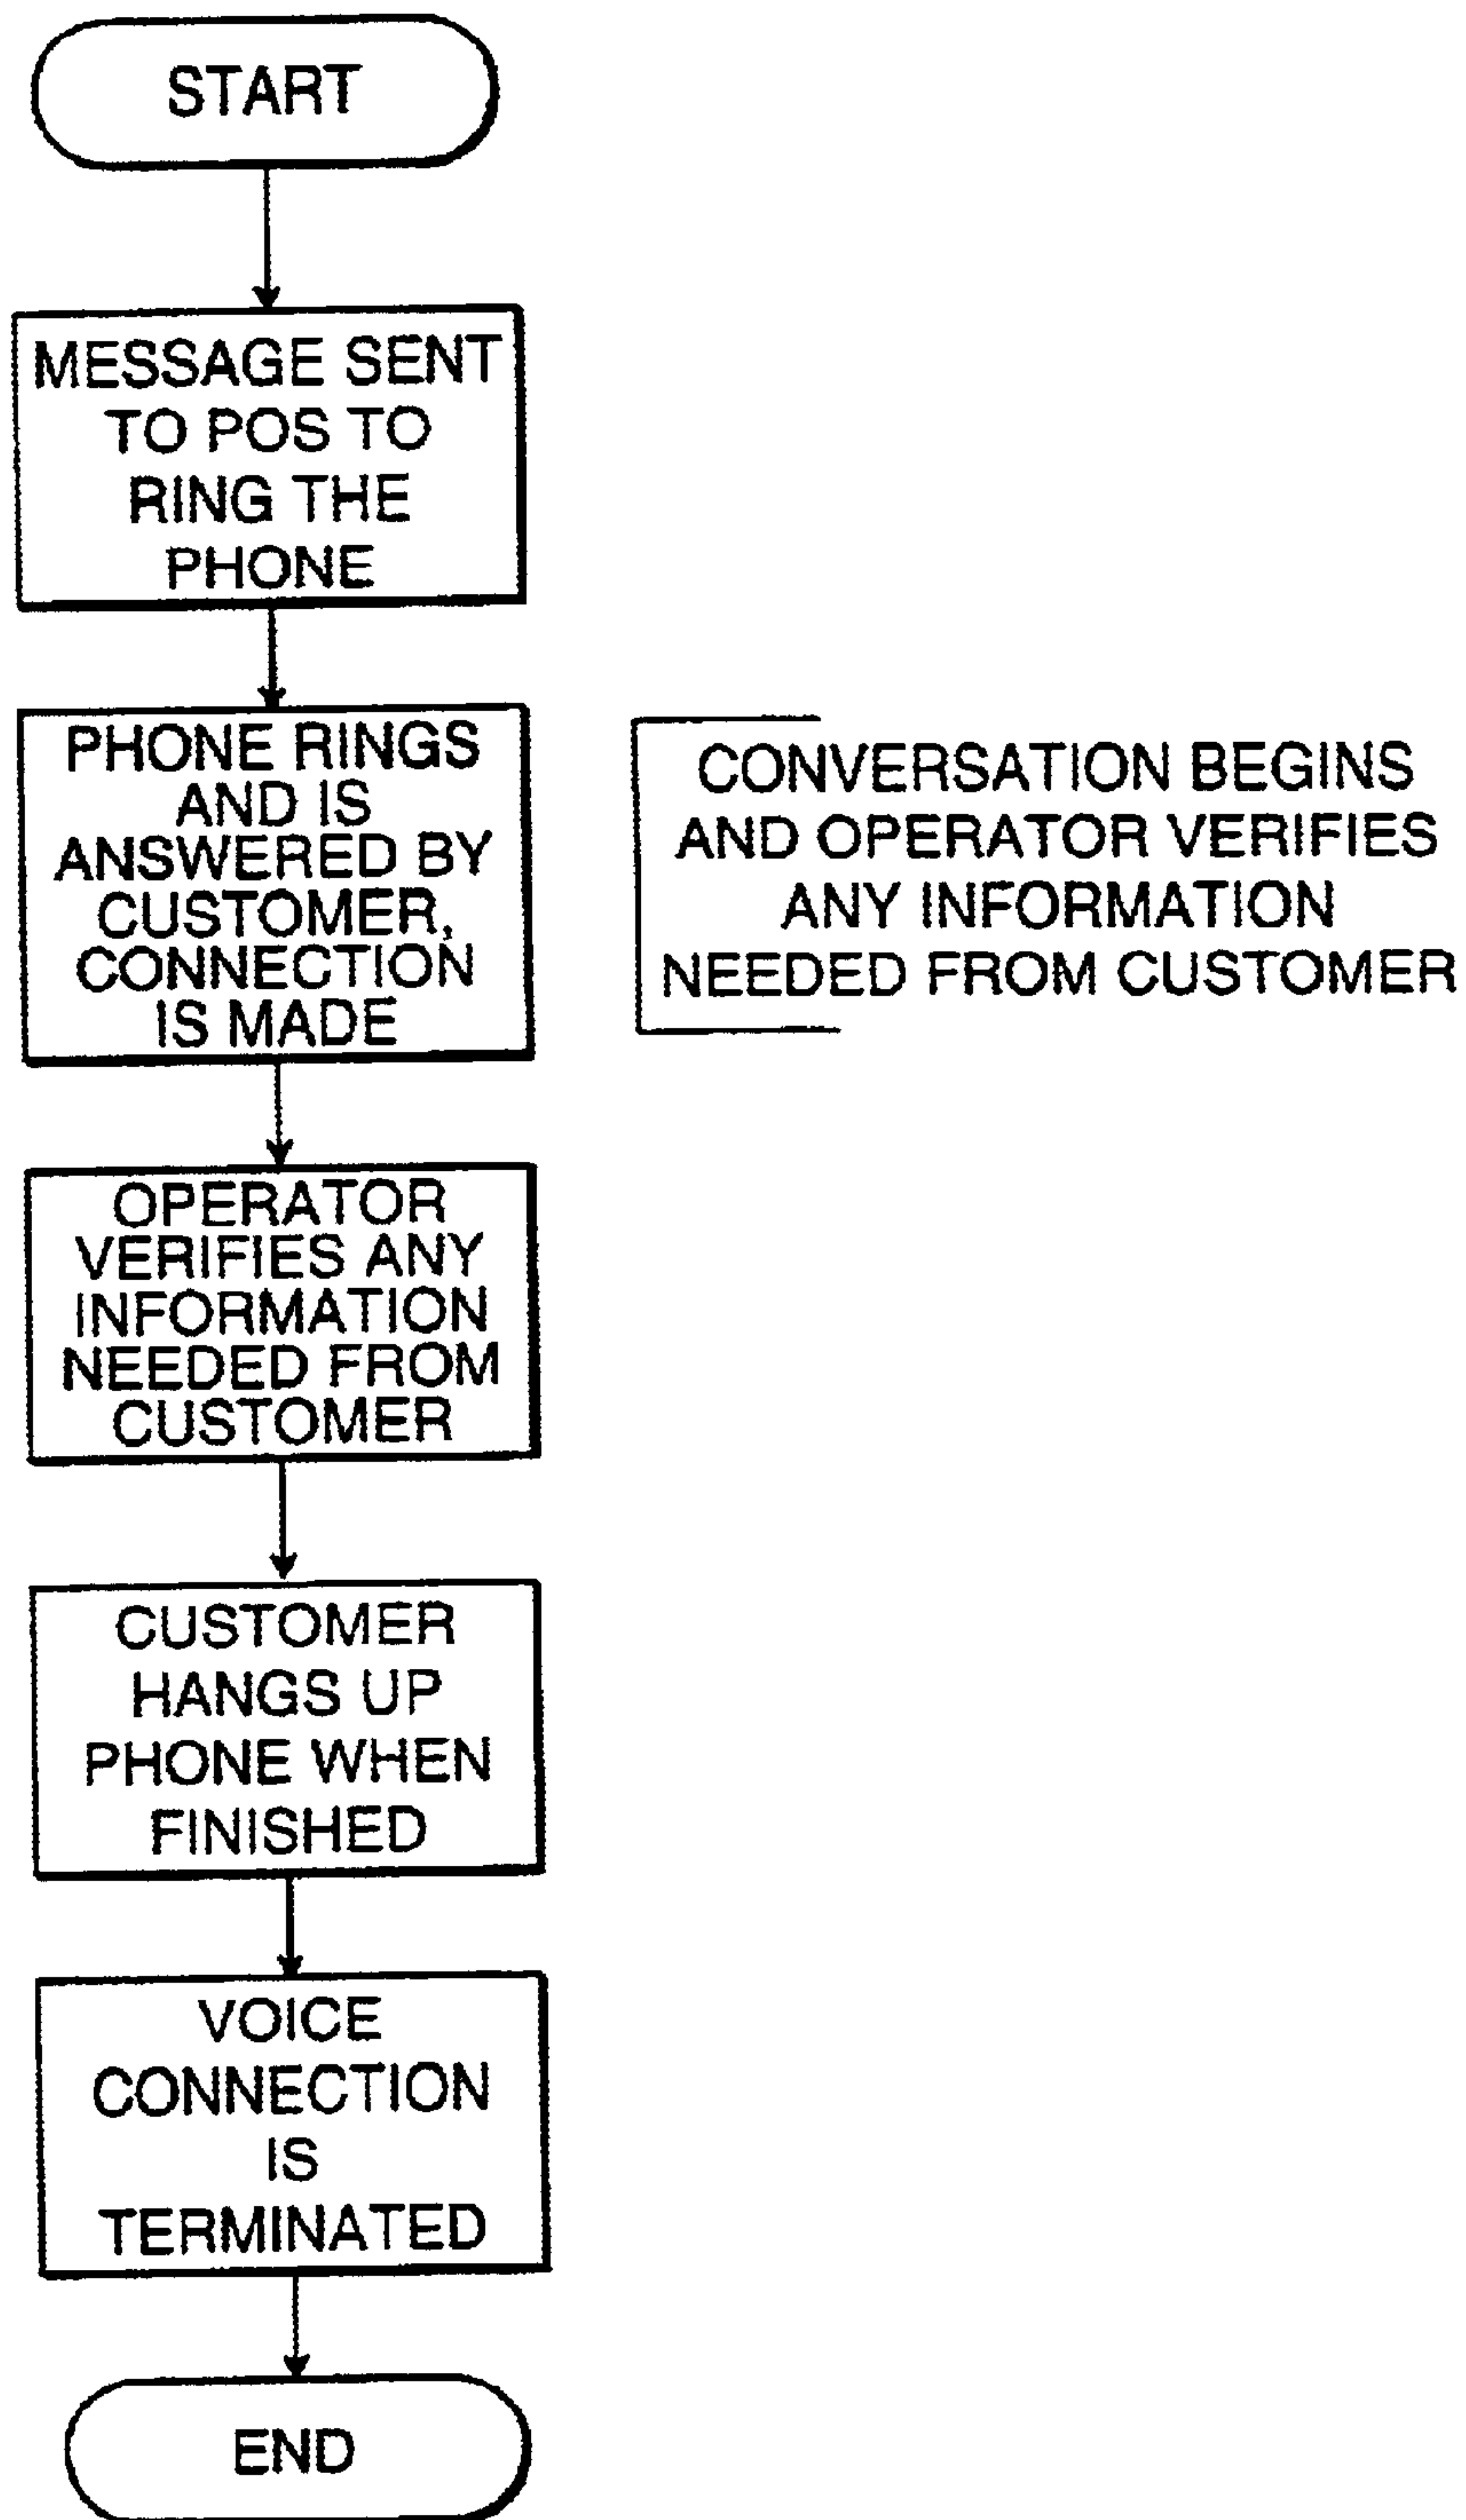 START
MESSAGE SENT
TO POS TO
RING THE
PHONE
PHONE RINGS
AND IS
ANSWERED BY
CUSTOMER,
CONNECTION
IS MADE
CONVERSATION BEGINS
AND OPERATOR VERIFIES
ANY INFORMATION
NEEDED FROM CUSTOMER
OPERATOR
VERIFIES ANY
INFORMATION
NEEDED FROM
CUSTOMER
CUSTOMER
HANGS UP
PHONE WHEN
FINISHED
VOICE
CONNECTION
IS
TERMINATED
END